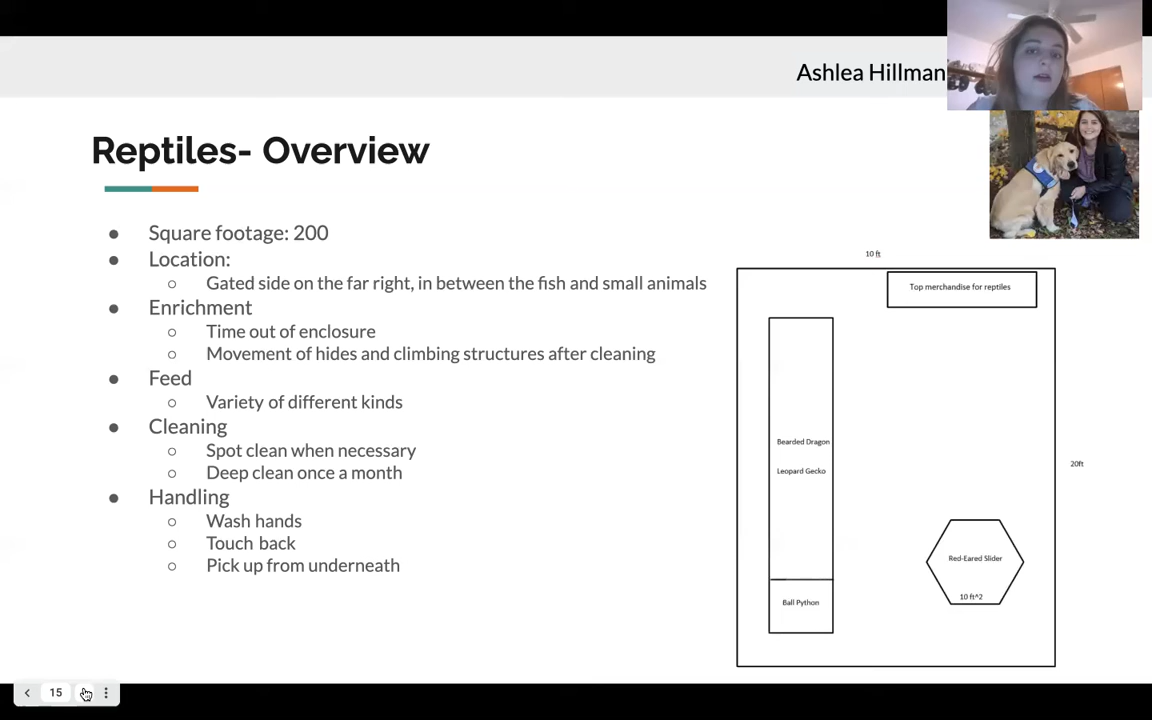 Ashlea Hillman
Reptiles- Overview
● Square footage: 200
● Location:
○ Gated side on the far right, in between the fish and small animals
● Enrichment
○ Time out of enclosure
○ Movement of hides and climbing structures after cleaning
● Feed
○ Variety of different kinds
● Cleaning
○ Spot clean when necessary
○ Deep clean once a month
● Handling
○ Wash hands
○ Touch back
○ Pick up from underneath
10 ft
Top merchandise for reptiles
Bearded Dragon
Leopard Gecko
20ft
Red-Eared Slider
10 ft^2
Ball Python
15